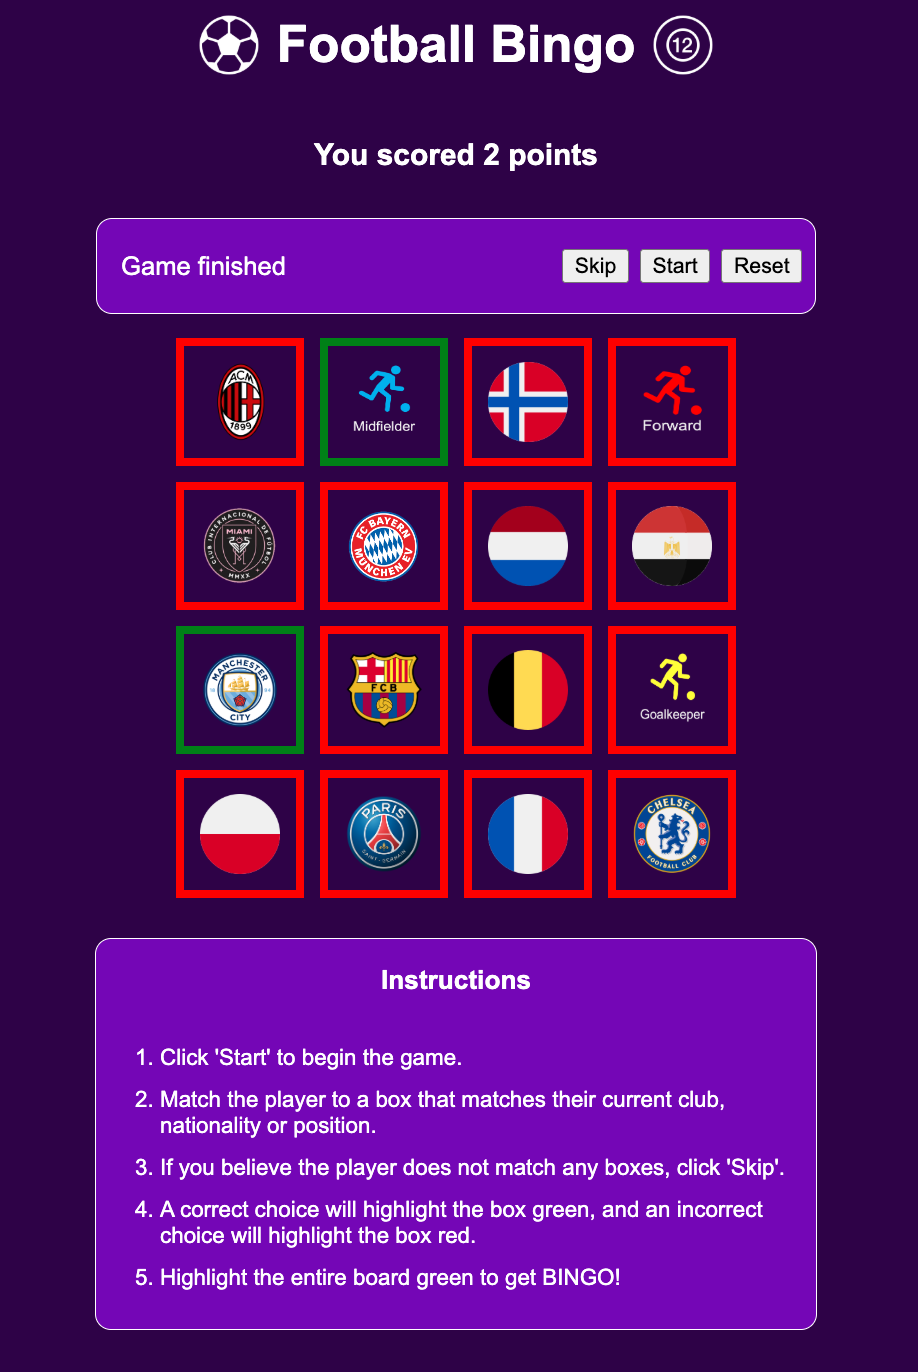 Football Bingo 12
You scored 2 points
Game finished Skip Start Reset
ACM
1899
Midfielder
Forward
CLUB INTERNACIONAL DE FÚTBOL
MIAMI
MMXX
FC BAYERN
MÜNCHEN EV
MANCHESTER
18 94
CITY
FCB
Goalkeeper
PARIS
SAINT-GERMAIN
CHELSEA
FOOTBALL CLUB
Instructions
1. Click 'Start' to begin the game.
2. Match the player to a box that matches their current club,
nationality or position.
3. If you believe the player does not match any boxes, click 'Skip'.
4. A correct choice will highlight the box green, and an incorrect
choice will highlight the box red.
5. Highlight the entire board green to get BINGO!